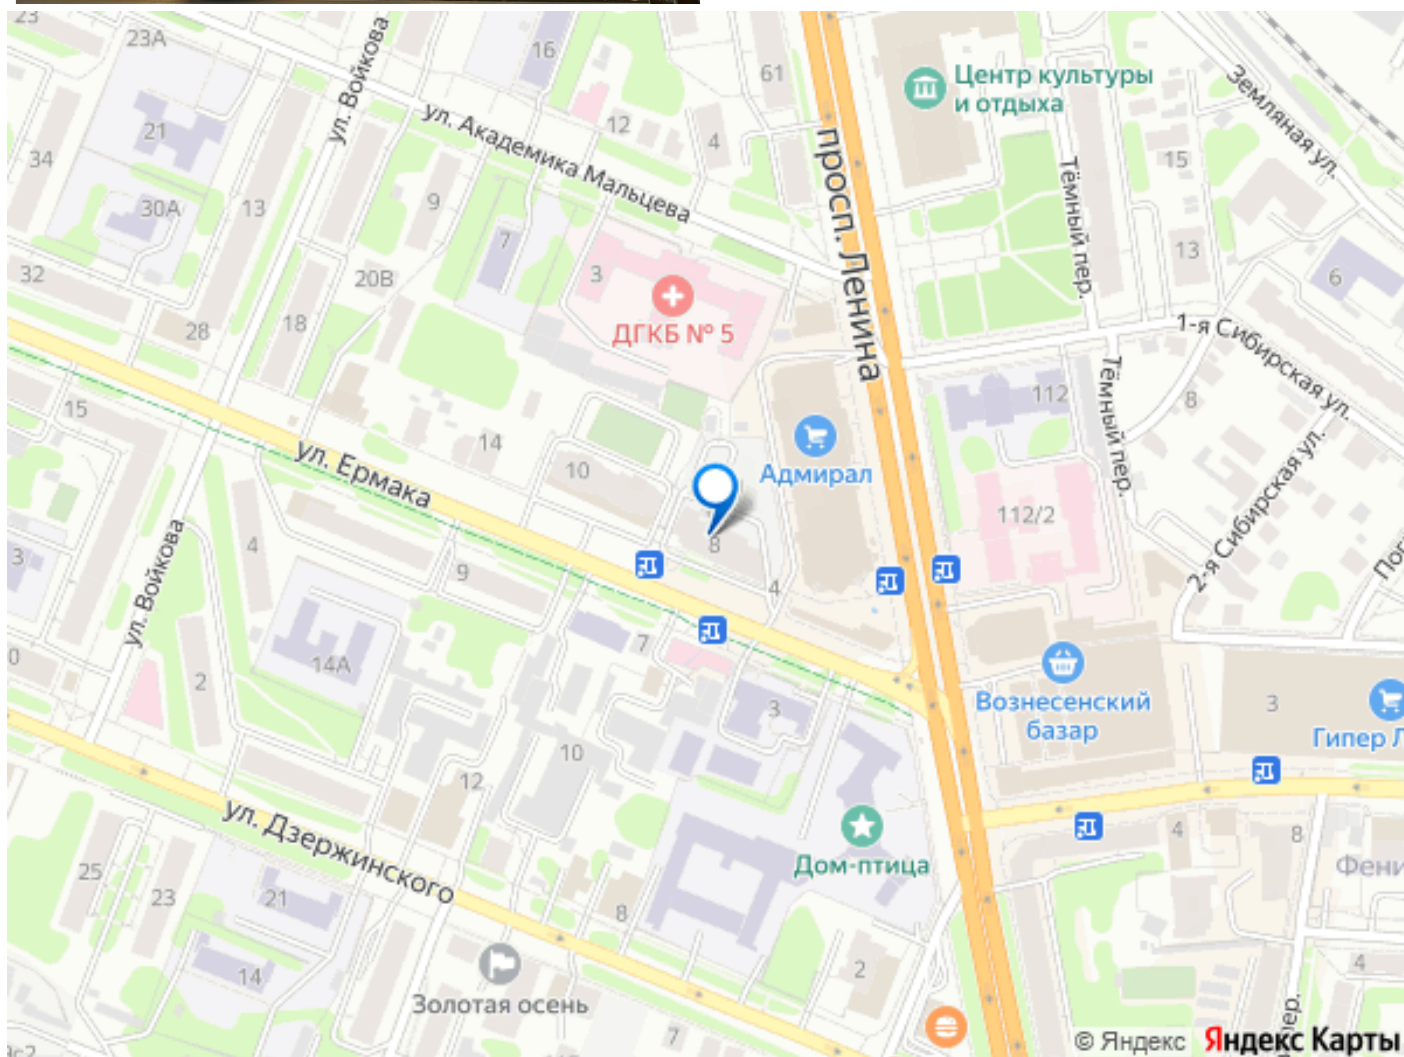 23
23А
ул. Войкова
16
61
Центр культуры
и отдыха
Земляная ул.
21
34
ул. Академика Мальцева
12
4
просп. Ленина
Тёмный пер.
15
30А
13
9
7
13
32
20В
3
6
28
18
ДГКБ № 5
1-я Сибирская ул.
Тёмный пер.
112
8
15
14
ул. Ермака
10
Адмирал
112/2
2-я Сибирская ул.
8
3
ул. Войкова
4
9
4
7
14А
2
3
Вознесенский
базар
3
Гипер Л
10
12
ул. Дзержинского
Дом-птица
4
8
Фени
25
23
21
8
14
2
4
Золотая осень
7
© Яндекс
Яндекс Карты